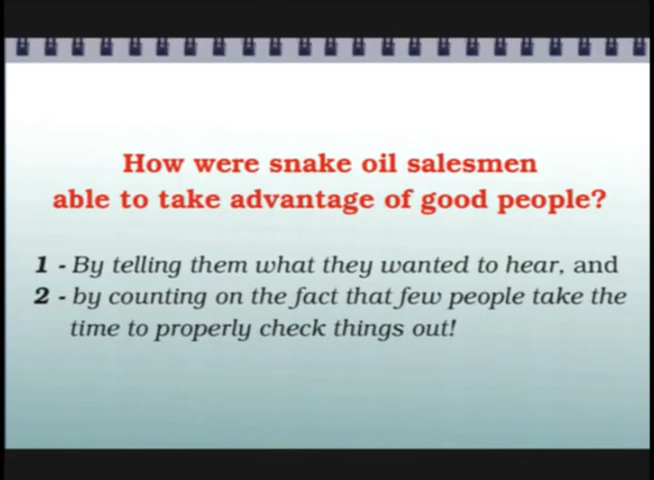 How were snake oil salesmen
able to take advantage of good people?
1 - By telling them what they wanted to hear, and
2 - by counting on the fact that few people take the
time to properly check things out!